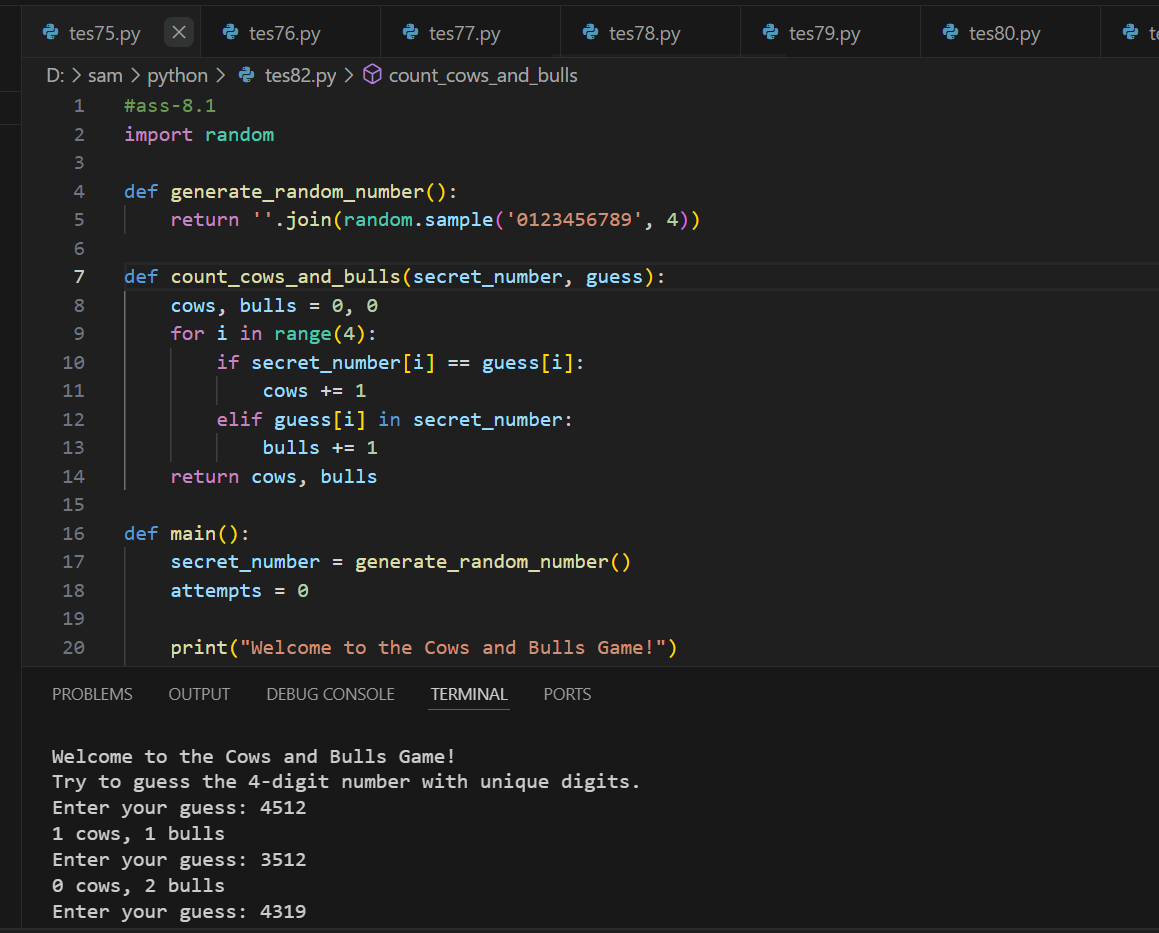 tes75.py tes76.py tes77.py tes78.py tes79.py tes80.py
D: > sam > python > tes82.py > count_cows_and_bulls
1 #ass-8.1
2 import random
3
4 def generate_random_number():
5     return ''.join(random.sample('0123456789', 4))
6
7 def count_cows_and_bulls(secret_number, guess):
8     cows, bulls = 0, 0
9     for i in range(4):
10         if secret_number[i] == guess[i]:
11             cows += 1
12         elif guess[i] in secret_number:
13             bulls += 1
14     return cows, bulls
15
16 def main():
17     secret_number = generate_random_number()
18     attempts = 0
19
20     print("Welcome to the Cows and Bulls Game!")
PROBLEMS OUTPUT DEBUG CONSOLE TERMINAL PORTS
Welcome to the Cows and Bulls Game!
Try to guess the 4-digit number with unique digits.
Enter your guess: 4512
1 cows, 1 bulls
Enter your guess: 3512
0 cows, 2 bulls
Enter your guess: 4319